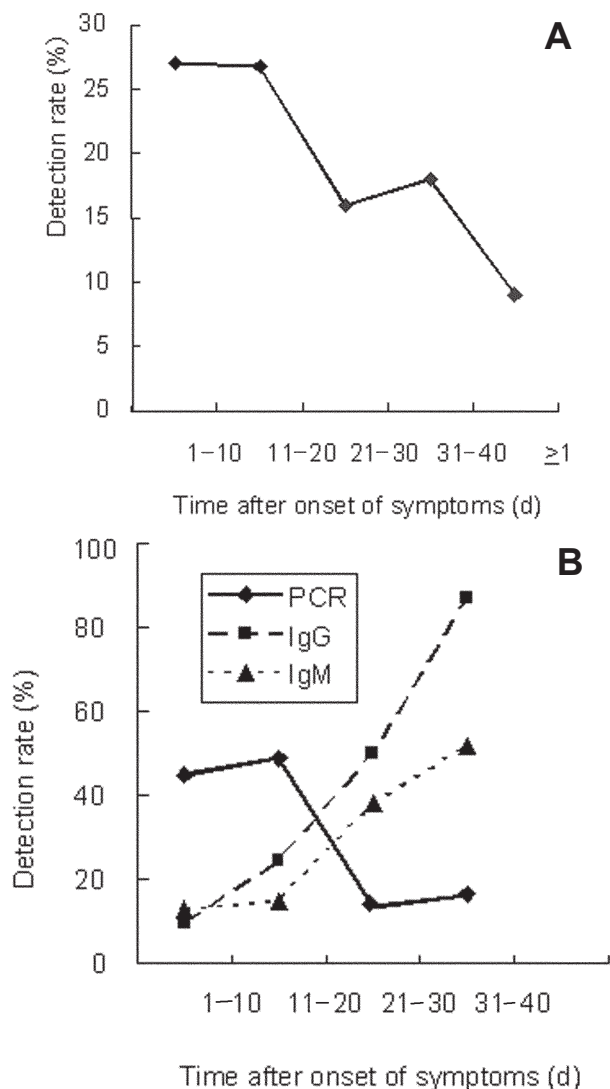 A
Detection rate (%)
30
25
20
15
10
5
0
1–10 11–20 21–30 31–40 ≥1
Time after onset of symptoms (d)
B
Detection rate (%)
100
80
60
40
20
0
PCR
IgG
IgM
1–10 11–20 21–30 31–40
Time after onset of symptoms (d)